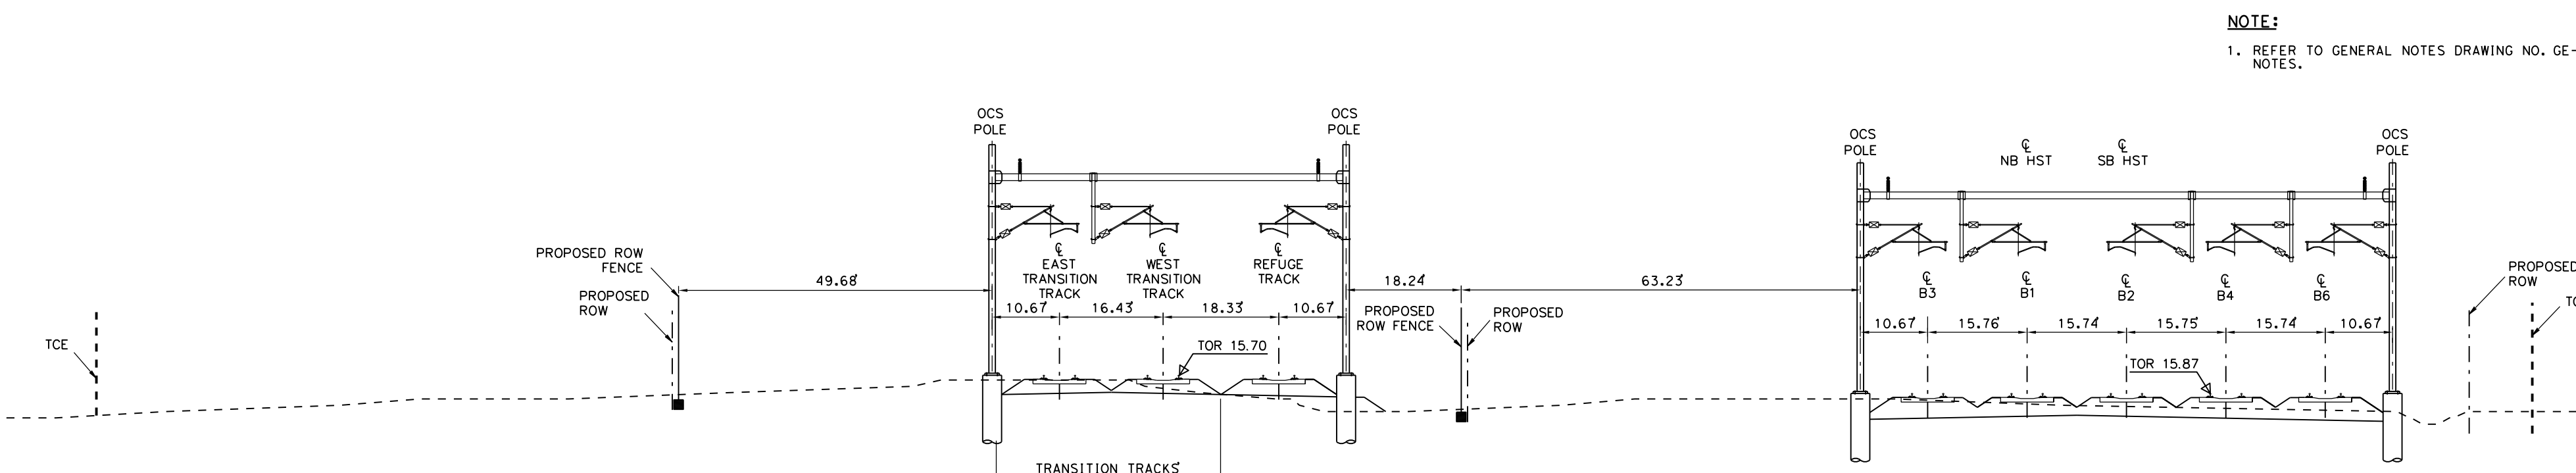 NOTE:
1. REFER TO GENERAL NOTES DRAWING NO. GE-
NOTES.
OCS
POLE
OCS
POLE
OCS
POLE
℄
NB HST
℄
SB HST
OCS
POLE
PROPOSED ROW
FENCE
PROPOSED
ROW
49.68'
℄
EAST
TRANSITION
TRACK
℄
WEST
TRANSITION
TRACK
℄
REFUGE
TRACK
10.67'
16.43'
18.33'
10.67'
18.24'
63.23'
PROPOSED
ROW FENCE
PROPOSED
ROW
℄
B3
℄
B1
℄
B2
℄
B4
℄
B6
10.67'
15.76'
15.74'
15.75'
15.74'
10.67'
PROPOSED
ROW
TCE
TOR 15.70
TOR 15.87
TRANSITION TRACKS